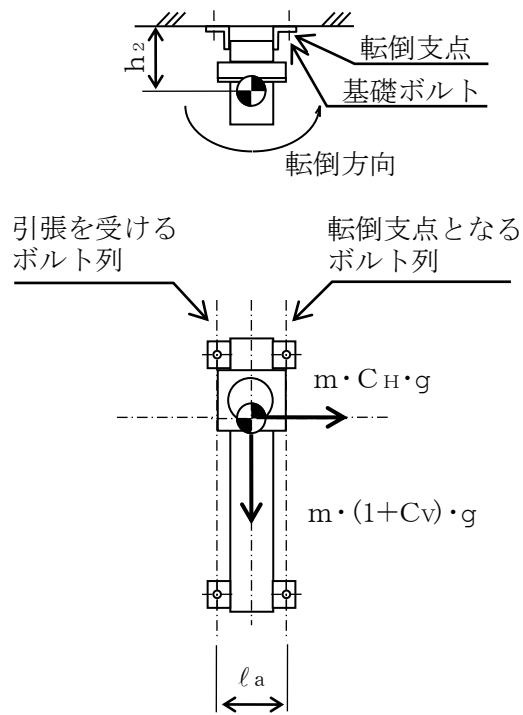 h₂
転倒支点
基礎ボルト
転倒方向
引張を受ける
ボルト列
転倒支点となる
ボルト列
m・CH・g
m・(1+CV)・g
ℓa